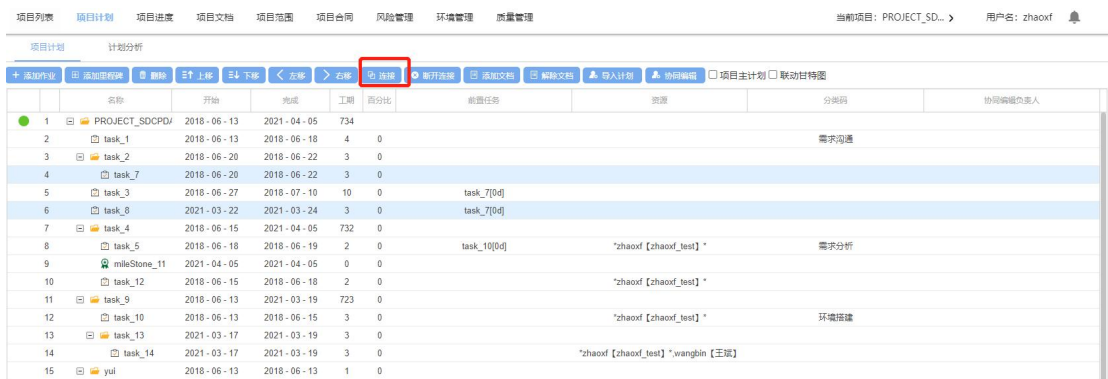 项目列表 项目计划 项目进度 项目文档 项目范围 项目合同 风险管理 环境管理 质量管理 当前项目：PROJECT_SD... 用户名：zhaoxf
项目计划 计划分析
添加作业 添加里程碑 删除 上移 下移 左移 右移 连接 断开连接 添加文档 解除文档 导入计划 协同编辑 项目主计划 联动甘特图
名称 开始 完成 工期 百分比 前置任务 资源 分类码 协同编辑负责人
1 PROJECT_SDCPD 2018 - 06 - 13 2021 - 04 - 05 734
2 task_1 2018 - 06 - 13 2018 - 06 - 18 4 0 需求沟通
3 task_2 2018 - 06 - 20 2018 - 06 - 22 3 0
4 task_7 2018 - 06 - 20 2018 - 06 - 22 3 0
5 task_3 2018 - 06 - 27 2018 - 07 - 10 10 0 task_7[0d]
6 task_8 2021 - 03 - 22 2021 - 03 - 24 3 0 task_7[0d]
7 task_4 2018 - 06 - 15 2021 - 04 - 05 732 0
8 task_5 2018 - 06 - 18 2018 - 06 - 19 2 0 task_10[0d] "zhaoxf【zhaoxf_test】" 需求分析
9 mileStone_11 2021 - 04 - 05 2021 - 04 - 05 0 0
10 task_12 2018 - 06 - 15 2018 - 06 - 18 2 0 "zhaoxf【zhaoxf_test】"
11 task_9 2018 - 06 - 13 2021 - 03 - 19 723 0
12 task_10 2018 - 06 - 13 2018 - 06 - 15 3 0 "zhaoxf【zhaoxf_test】" 环境搭建
13 task_13 2021 - 03 - 17 2021 - 03 - 19 3 0
14 task_14 2021 - 03 - 17 2021 - 03 - 19 3 0 "zhaoxf【zhaoxf_test】",wangbin【王斌】
15 yui 2018 - 06 - 13 2018 - 06 - 13 1 0